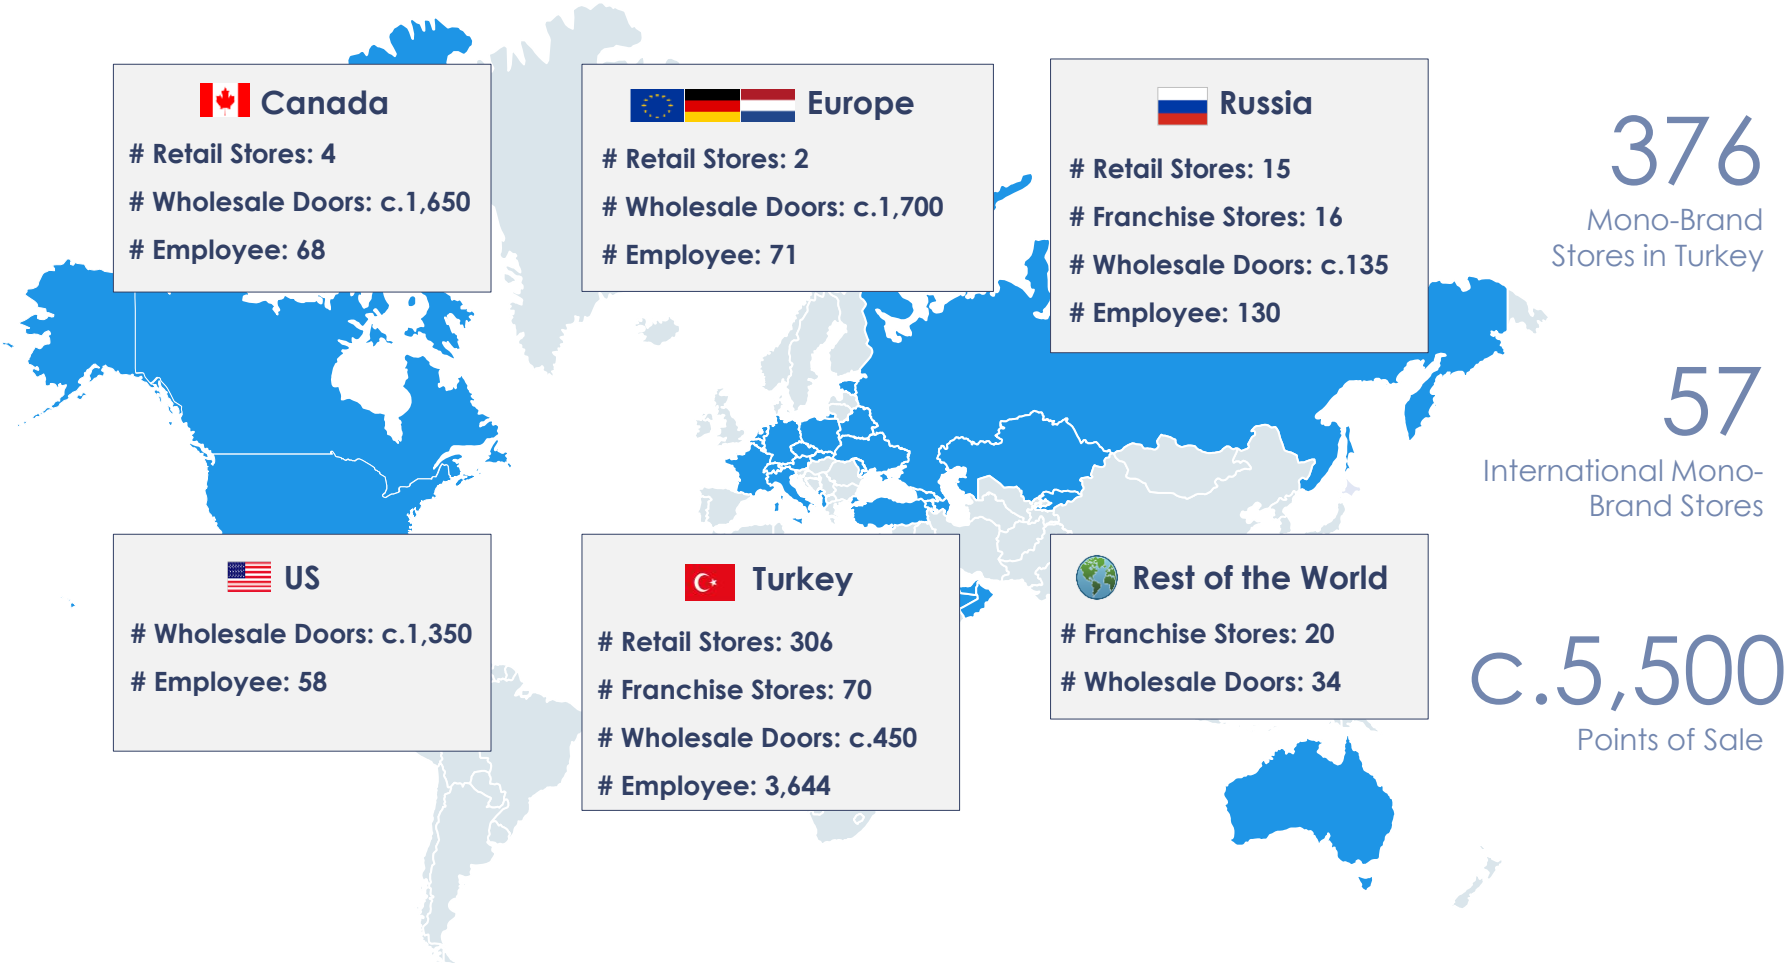 Canada
# Retail Stores: 4
# Wholesale Doors: c.1,650
# Employee: 68
Europe
# Retail Stores: 2
# Wholesale Doors: c.1,700
# Employee: 71
Russia
# Retail Stores: 15
# Franchise Stores: 16
# Wholesale Doors: c.135
# Employee: 130
376
Mono-Brand
Stores in Turkey
57
International Mono-
Brand Stores
US
# Wholesale Doors: c.1,350
# Employee: 58
Turkey
# Retail Stores: 306
# Franchise Stores: 70
# Wholesale Doors: c.450
# Employee: 3,644
Rest of the World
# Franchise Stores: 20
# Wholesale Doors: 34
c.5,500
Points of Sale